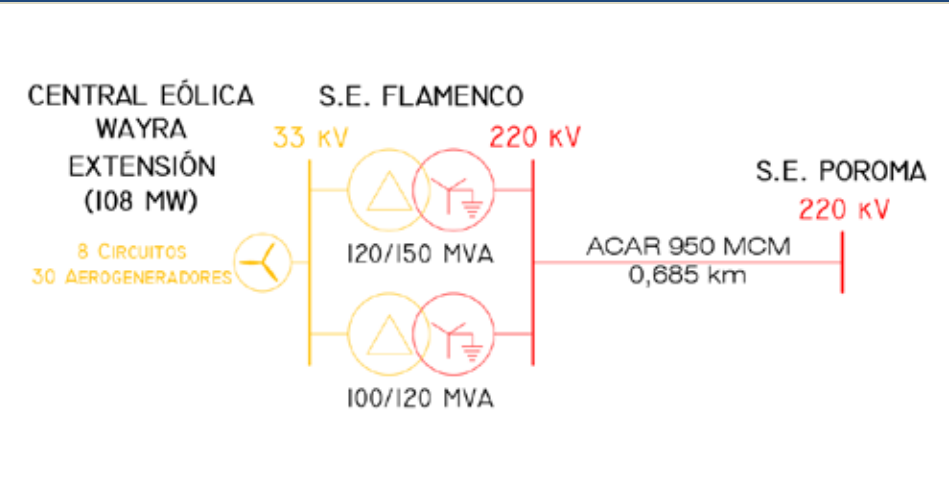 CENTRAL EÓLICA
WAYRA
EXTENSIÓN
(108 MW)
8 CIRCUITOS
30 AEROGENERADORES
S.E. FLAMENCO
33 KV
220 KV
120/150 MVA
100/120 MVA
ACAR 950 MCM
0,685 km
S.E. POROMA
220 KV